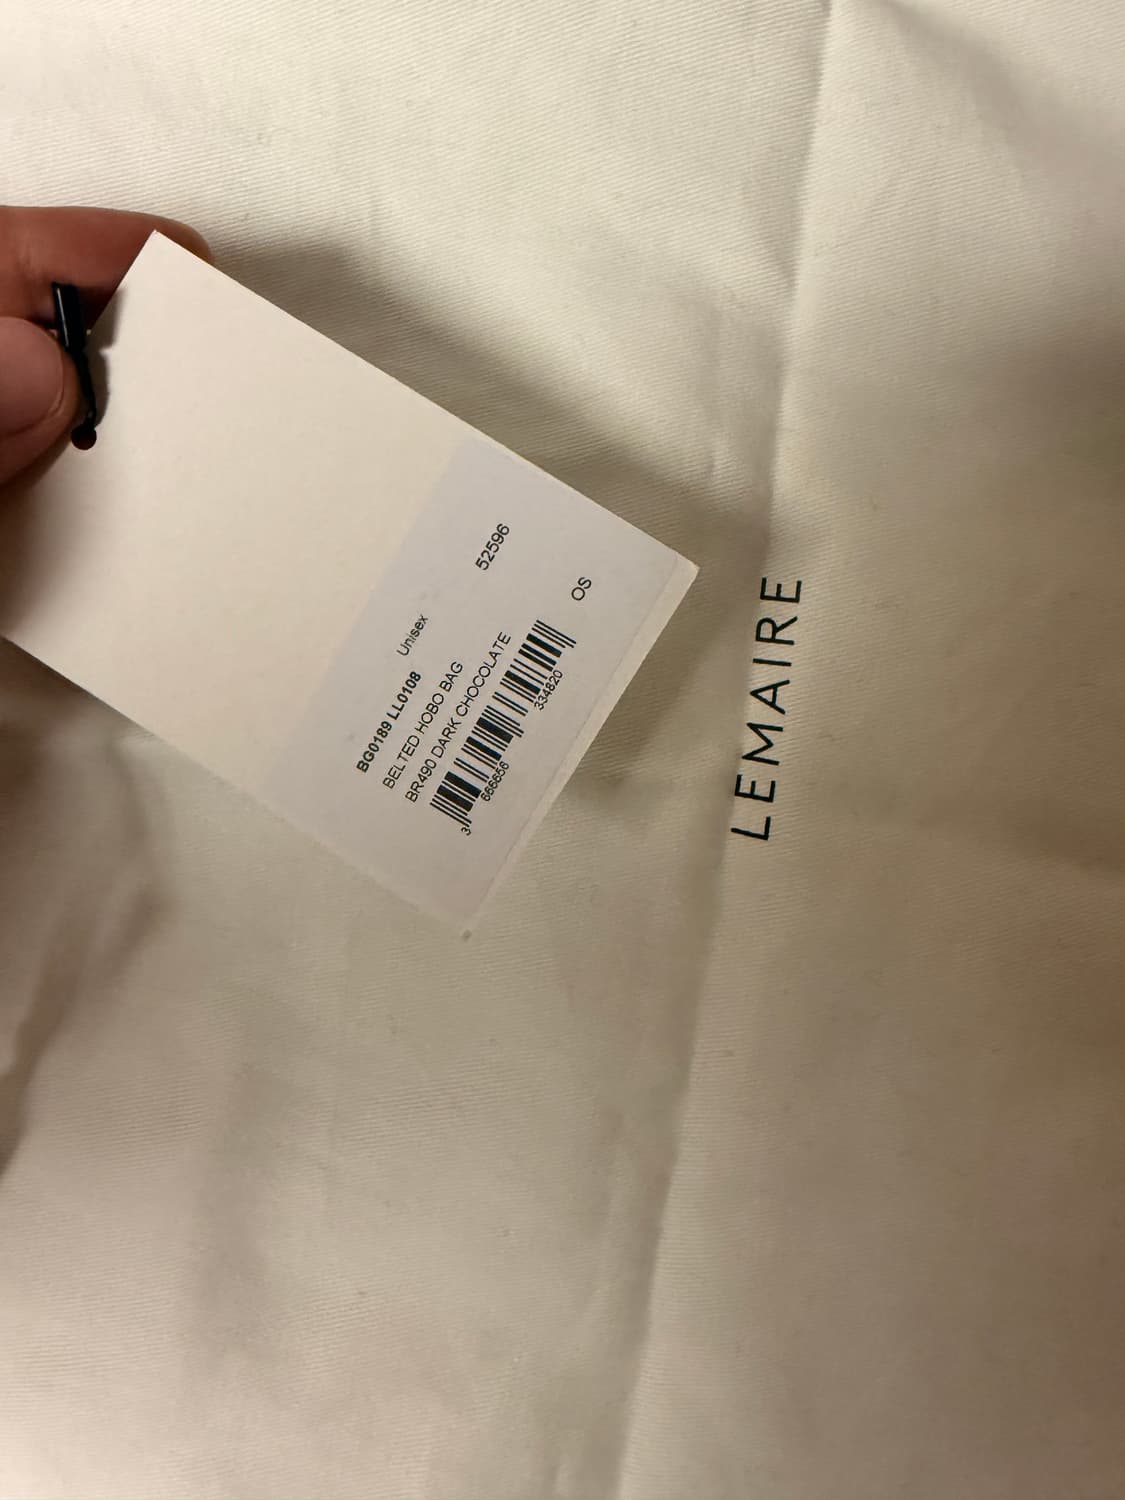 BG0189 LL0108 Unisex 52596
BELTED HOBO BAG
BR490 DARK CHOCOLATE OS
3 666656 334820
LEMAIRE